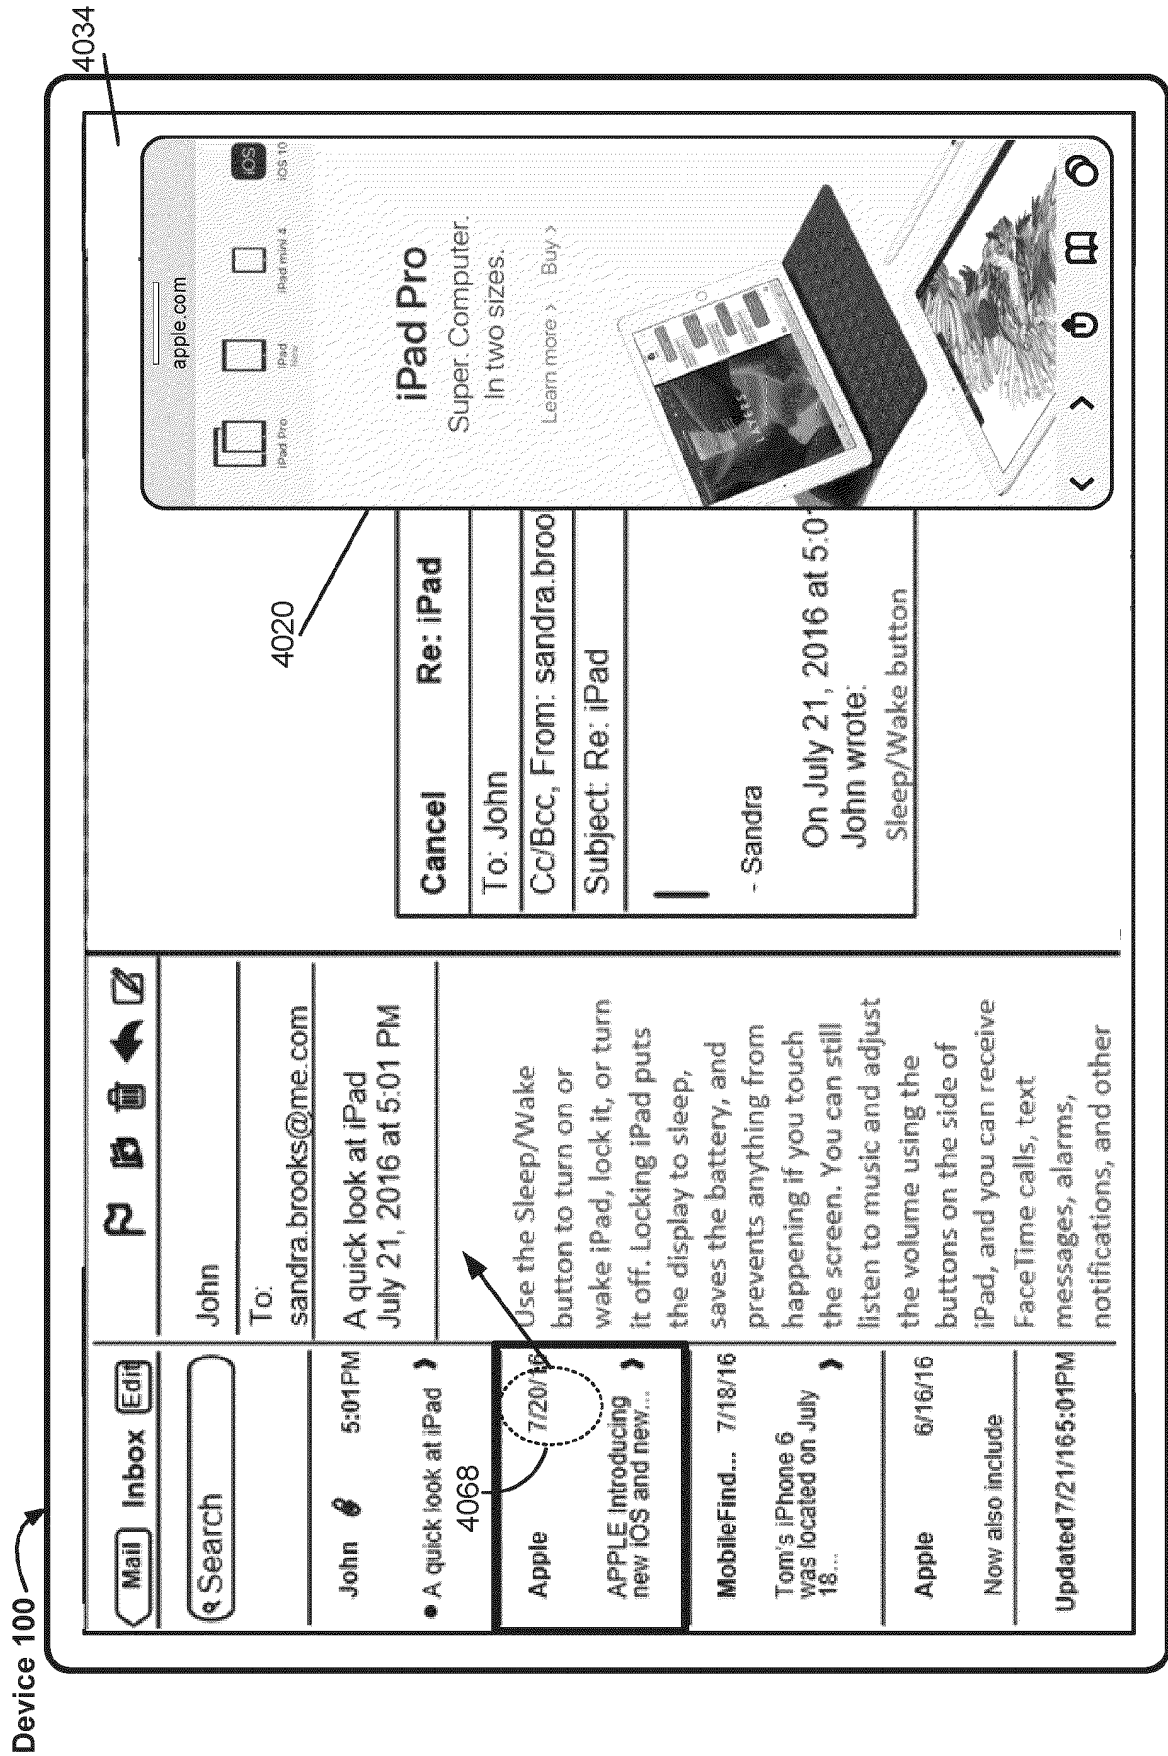 Device 100
4034
Mail Inbox Edit
Search
John 5:01PM
• A quick look at iPad
4068
Apple 7/20/16
APPLE Introducing
new iOS and new...
MobileFind... 7/18/16
Tom's iPhone 6
was located on July
18...
Apple 6/16/16
Now also include
Updated 7/21/16 5:01PM
John
To:
sandra.brooks@me.com
A quick look at iPad
July 21, 2016 at 5:01 PM
Use the Sleep/Wake
button to turn on or
wake iPad, lock it, or turn
it off. Locking iPad puts
the display to sleep,
saves the battery, and
prevents anything from
happening if you touch
the screen. You can still
listen to music and adjust
the volume using the
buttons on the side of
iPad, and you can receive
FaceTime calls, text
messages, alarms,
notifications, and other
4020
Cancel Re: iPad
To: John
Cc/Bcc, From: sandra.broo
Subject: Re: iPad
- Sandra
On July 21, 2016 at 5:01
John wrote:
Sleep/Wake button
apple.com
iPad Pro iPad iPad mini 4 iOS 10
iOS
iPad Pro
Super. Computer.
In two sizes.
Learn more > Buy >